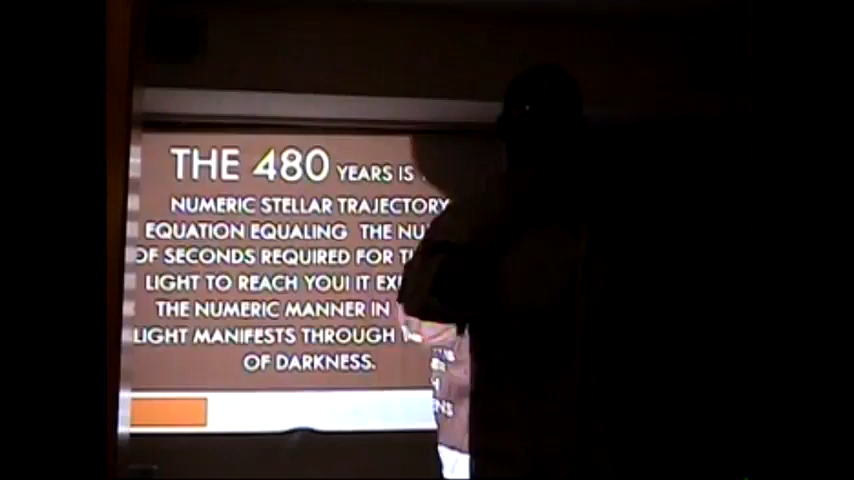 THE 480 YEARS IS
NUMERIC STELLAR TRAJECTORY
EQUATION EQUALING THE
OF SECONDS REQUIRED FOR
LIGHT TO REACH YOU! IT
THE NUMERIC MANNER IN
LIGHT MANIFESTS THROUGH
OF DARKNESS.